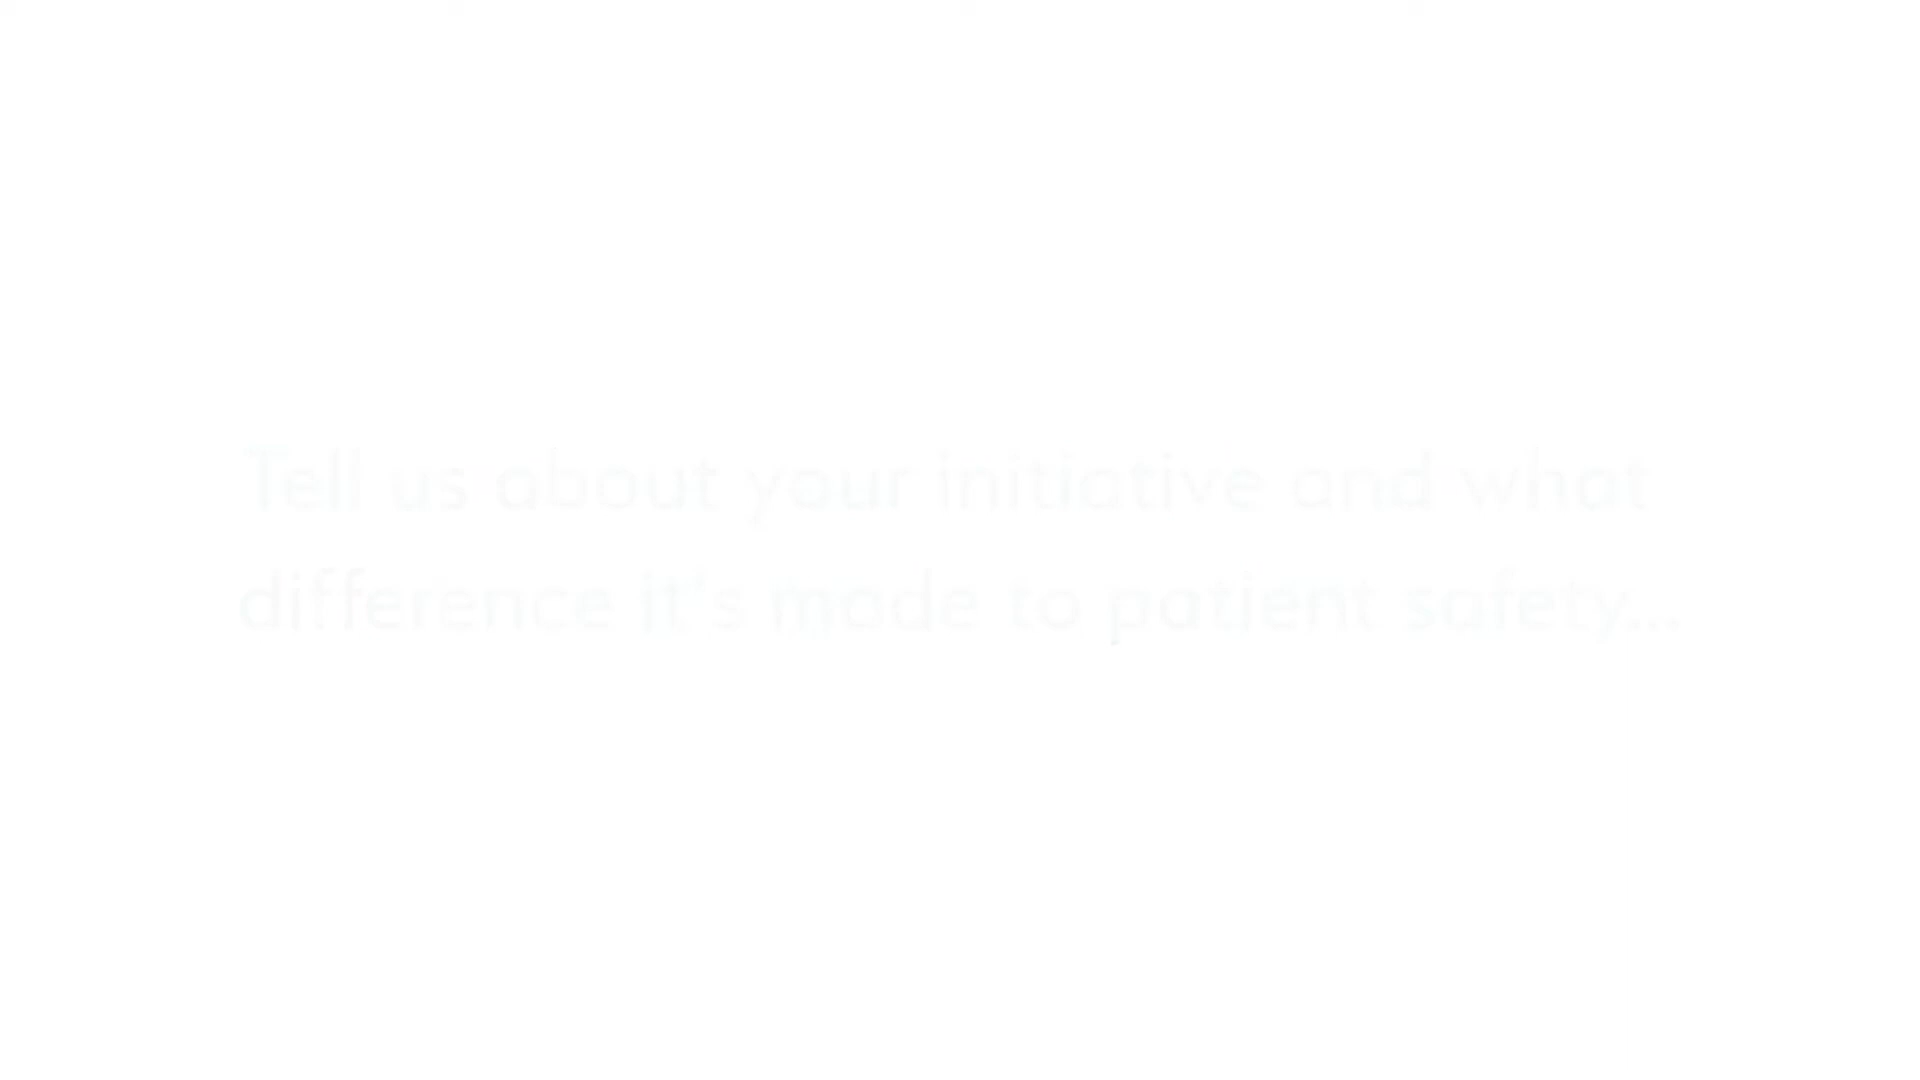 Tell us about your initiative and what
difference it's made to patient safety...